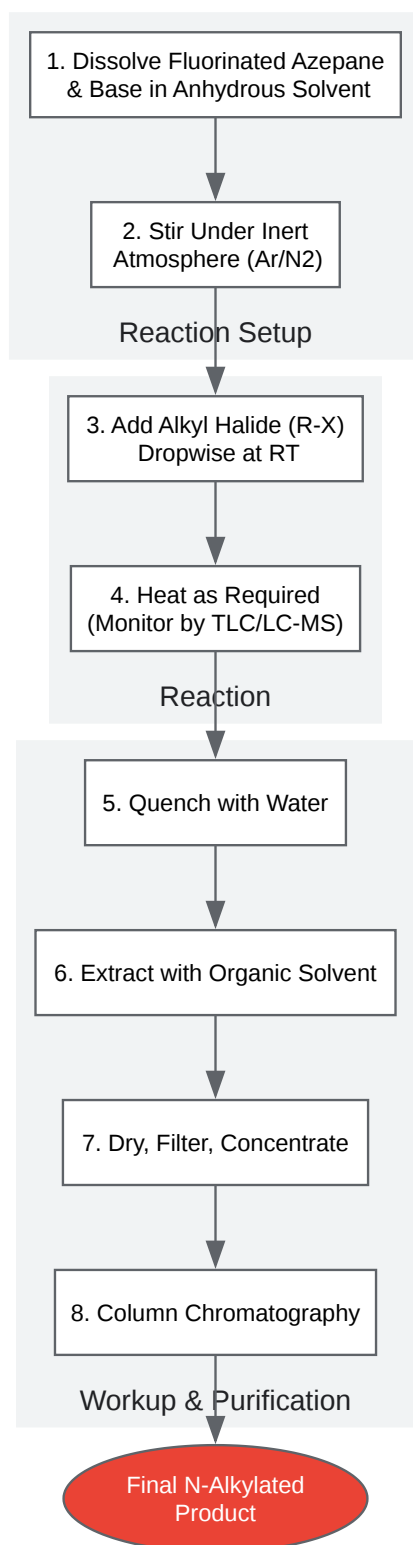 1. Dissolve Fluorinated Azepane
& Base in Anhydrous Solvent
2. Stir Under Inert
Atmosphere (Ar/N2)
Reaction Setup
3. Add Alkyl Halide (R-X)
Dropwise at RT
4. Heat as Required
(Monitor by TLC/LC-MS)
Reaction
5. Quench with Water
6. Extract with Organic Solvent
7. Dry, Filter, Concentrate
8. Column Chromatography
Workup & Purification
Final N-Alkylated
Product